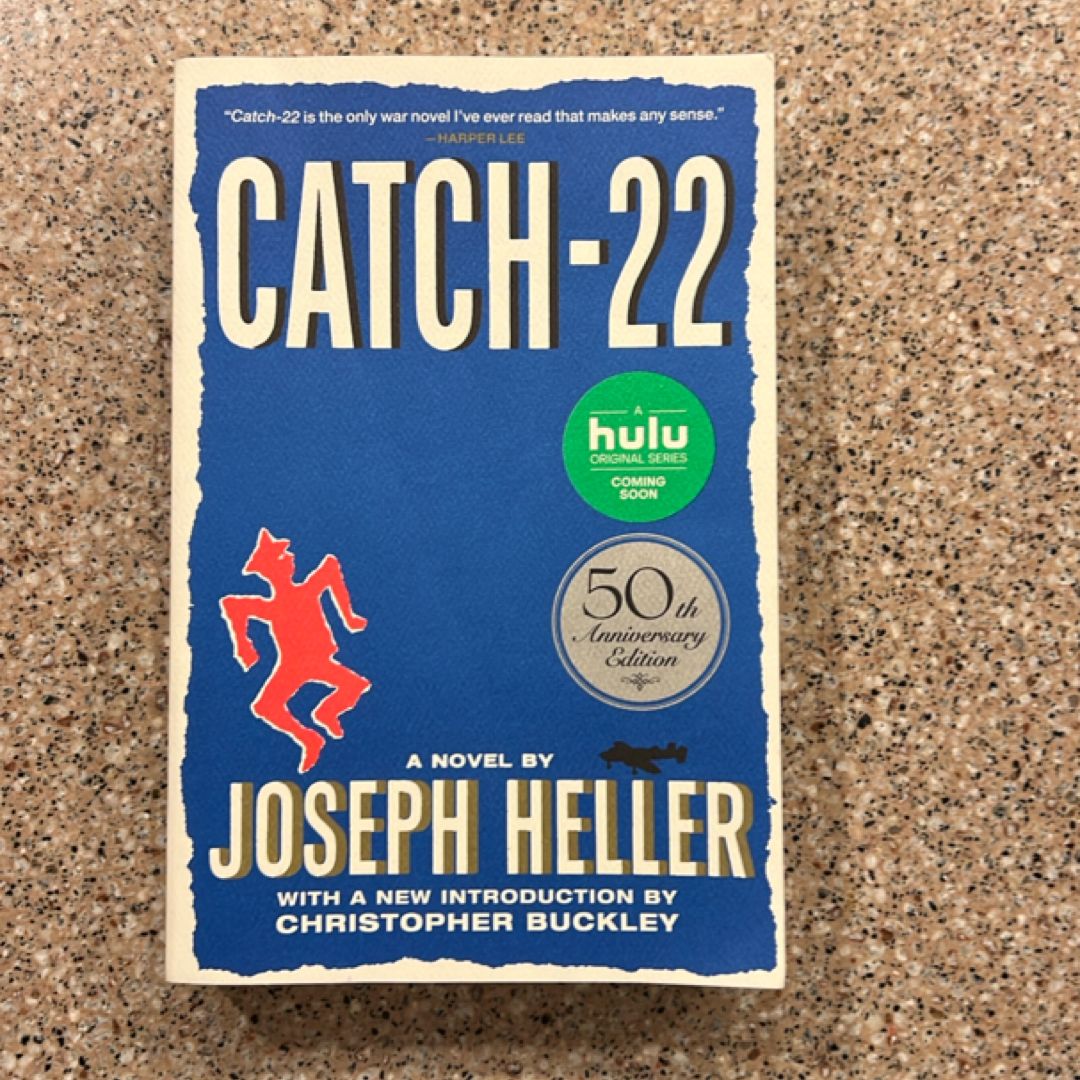 “Catch-22 is the only war novel I’ve ever read that makes any sense.”
—HARPER LEE
CATCH-22
A
hulu
ORIGINAL SERIES
COMING
SOON
50th
Anniversary
Edition
A NOVEL BY
JOSEPH HELLER
WITH A NEW INTRODUCTION BY
CHRISTOPHER BUCKLEY